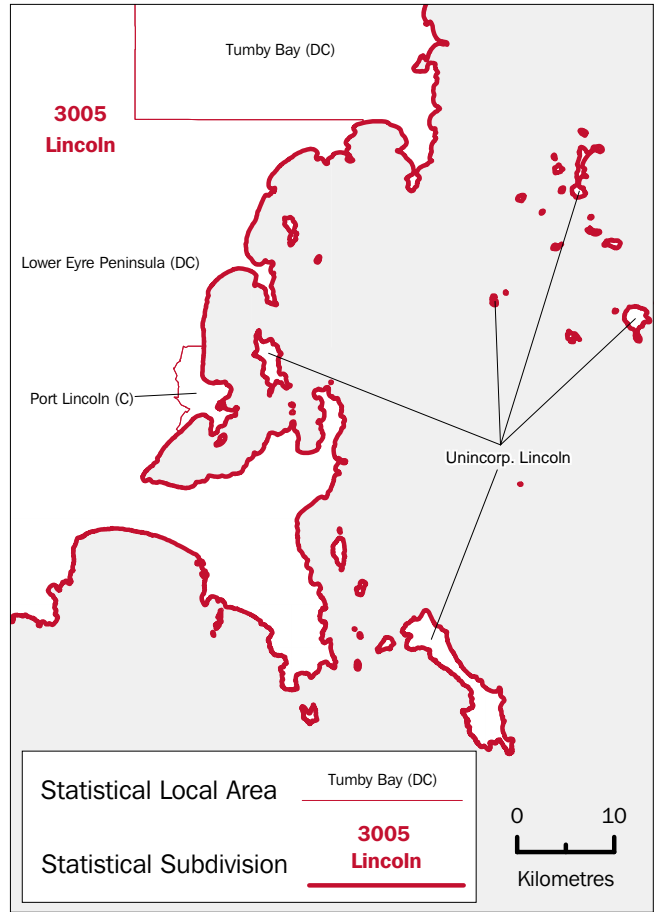 Tumby Bay (DC)
3005
Lincoln
Lower Eyre Peninsula (DC)
Port Lincoln (C)
Unincorp. Lincoln
Statistical Local Area
Tumby Bay (DC)
Statistical Subdivision
3005
Lincoln
0 10
Kilometres